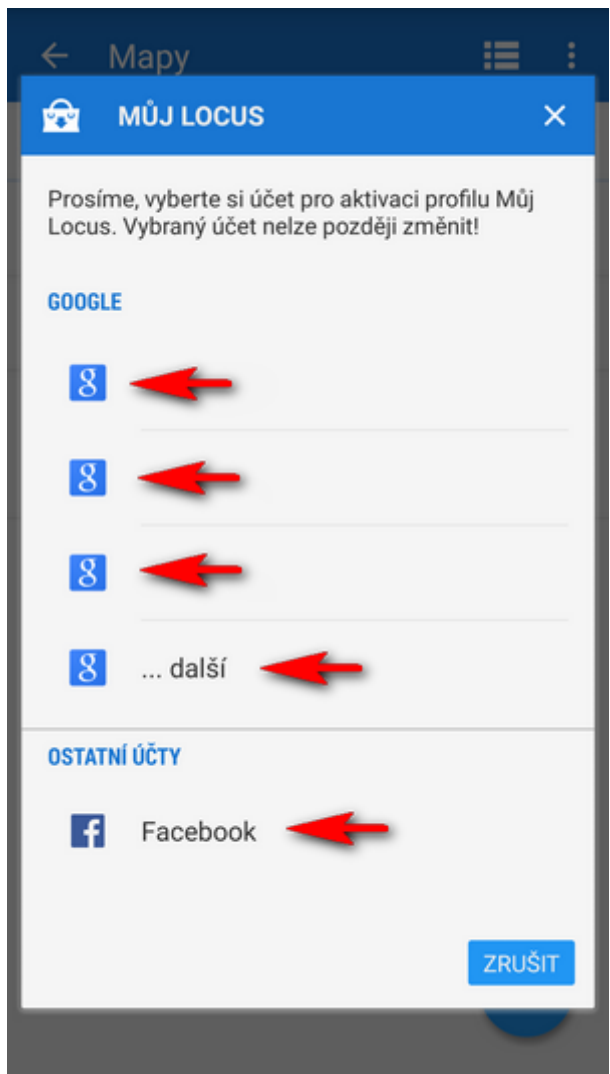 Mapy
MŮJ LOCUS
Prosíme, vyberte si účet pro aktivaci profilu Můj
Locus. Vybraný účet nelze později změnit!
GOOGLE
g
g
g
g ... další
OSTATNÍ ÚČTY
f Facebook
ZRUŠIT